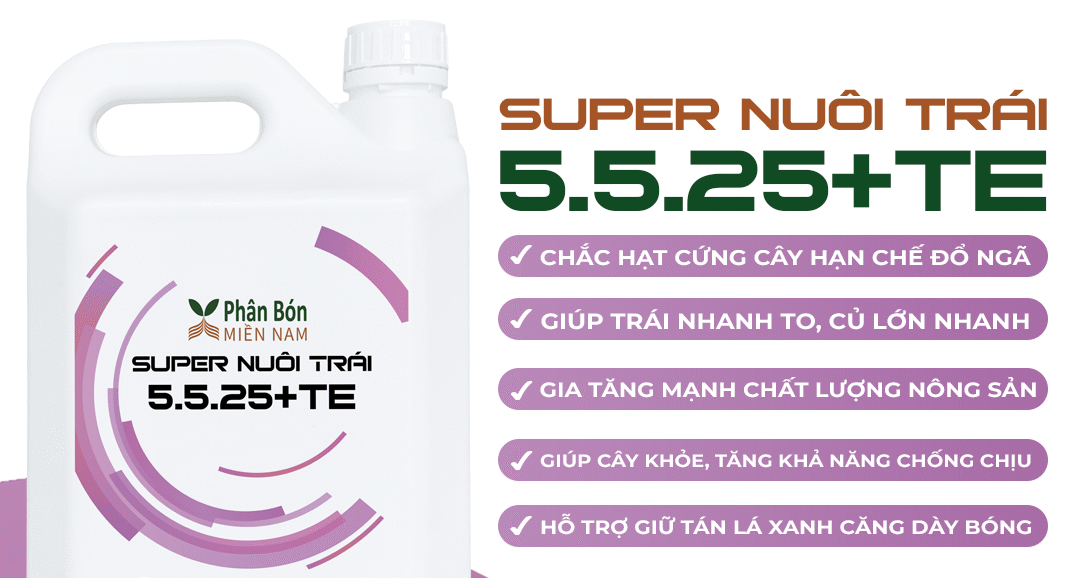 Phân Bón
MIỀN NAM
SUPER NUÔI TRÁI
5.5.25+TE
SUPER NUÔI TRÁI
5.5.25+TE
✓ CHẮC HẠT CỨNG CÂY HẠN CHẾ ĐỔ NGÃ
✓ GIÚP TRÁI NHANH TO, CỦ LỚN NHANH
✓ GIA TĂNG MẠNH CHẤT LƯỢNG NÔNG SẢN
✓ GIÚP CÂY KHỎE, TĂNG KHẢ NĂNG CHỐNG CHỊU
✓ HỖ TRỢ GIỮ TÁN LÁ XANH CĂNG DÀY BÓNG